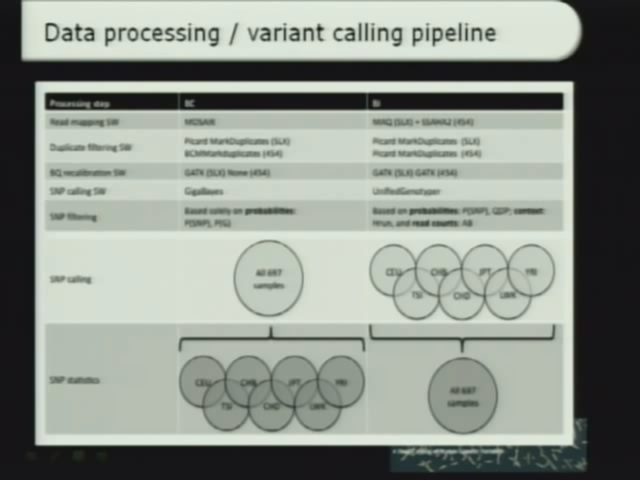 Data processing / variant calling pipeline
Processing step BC BI
Read mapping SW MOSAIK MAQ (SLX) + SSAHA2 (454)
Duplicate filtering SW Picard MarkDuplicates (SLX) Picard MarkDuplicates (SLX)
BCMMarkduplicates (454) Picard MarkDuplicates (454)
BQ recalibration SW GATK (SLX) None (454) GATK (SLX) GATK (454)
SNP calling SW GigaBayes UnifiedGenotyper
SNP filtering Based solely on probabilities: Based on probabilities: P(SNP), QDP; context:
P(SNP), P(G) Hrun, and read counts: AB
SNP calling All 697 samples CEU CHB JPT YRI
TSI CHD LWK
SNP statistics CEU CHB JPT YRI All 697 samples
TSI CHD LWK